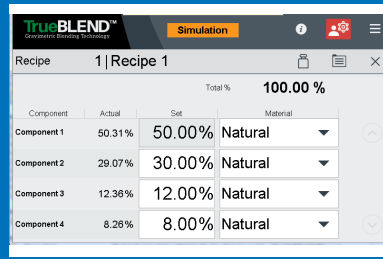 TrueBLEND™
Gravimetric Blending Technology
Simulation
Recipe 1 | Recipe 1
Total % 100.00 %
Component Actual Set Material
Component 1 50.31% 50.00% Natural
Component 2 29.07% 30.00% Natural
Component 3 12.36% 12.00% Natural
Component 4 8.26% 8.00% Natural